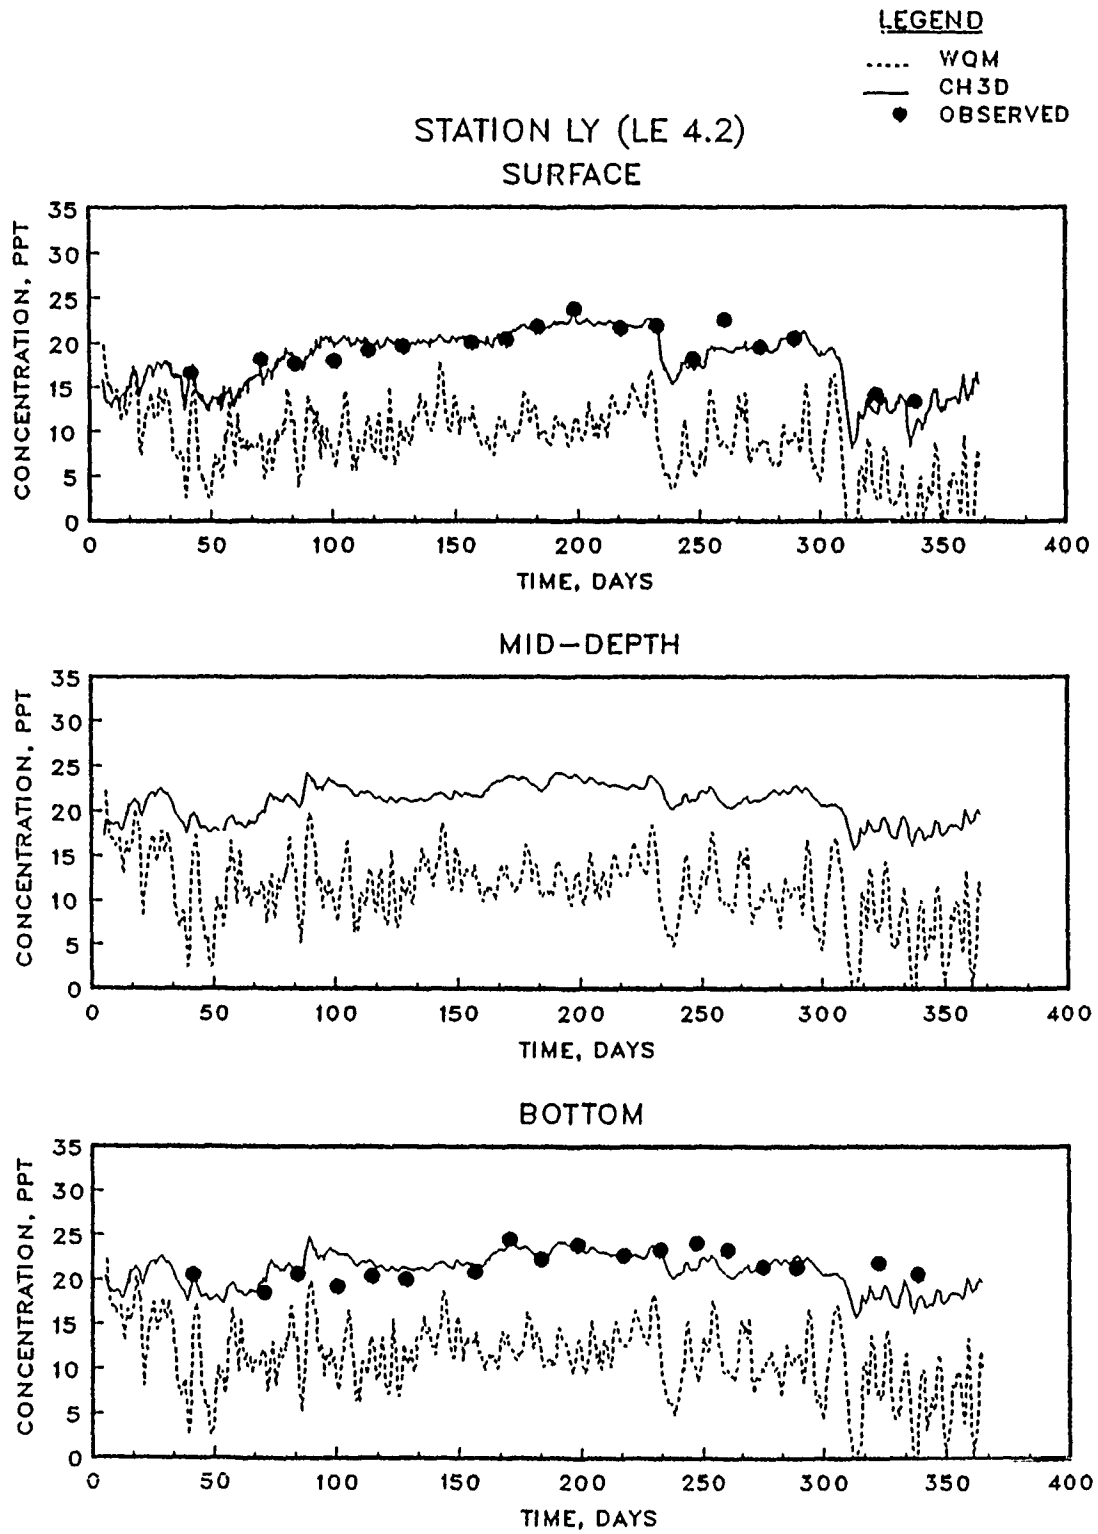 LEGEND
WQM
CH3D
OBSERVED
STATION LY (LE 4.2)
SURFACE
CONCENTRATION, PPT
35
30
25
20
15
10
5
0
0 50 100 150 200 250 300 350 400
TIME, DAYS
MID-DEPTH
CONCENTRATION, PPT
35
30
25
20
15
10
5
0
0 50 100 150 200 250 300 350 400
TIME, DAYS
BOTTOM
CONCENTRATION, PPT
35
30
25
20
15
10
5
0
0 50 100 150 200 250 300 350 400
TIME, DAYS